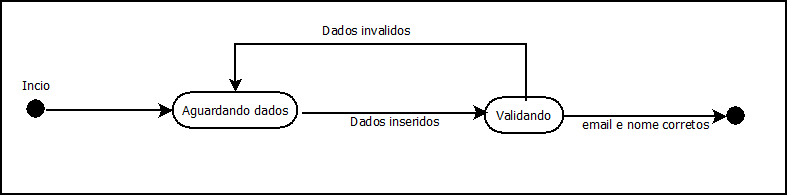 Dados invalidos
Incio
Aguardando dados
Validando
Dados inseridos
email e nome corretos